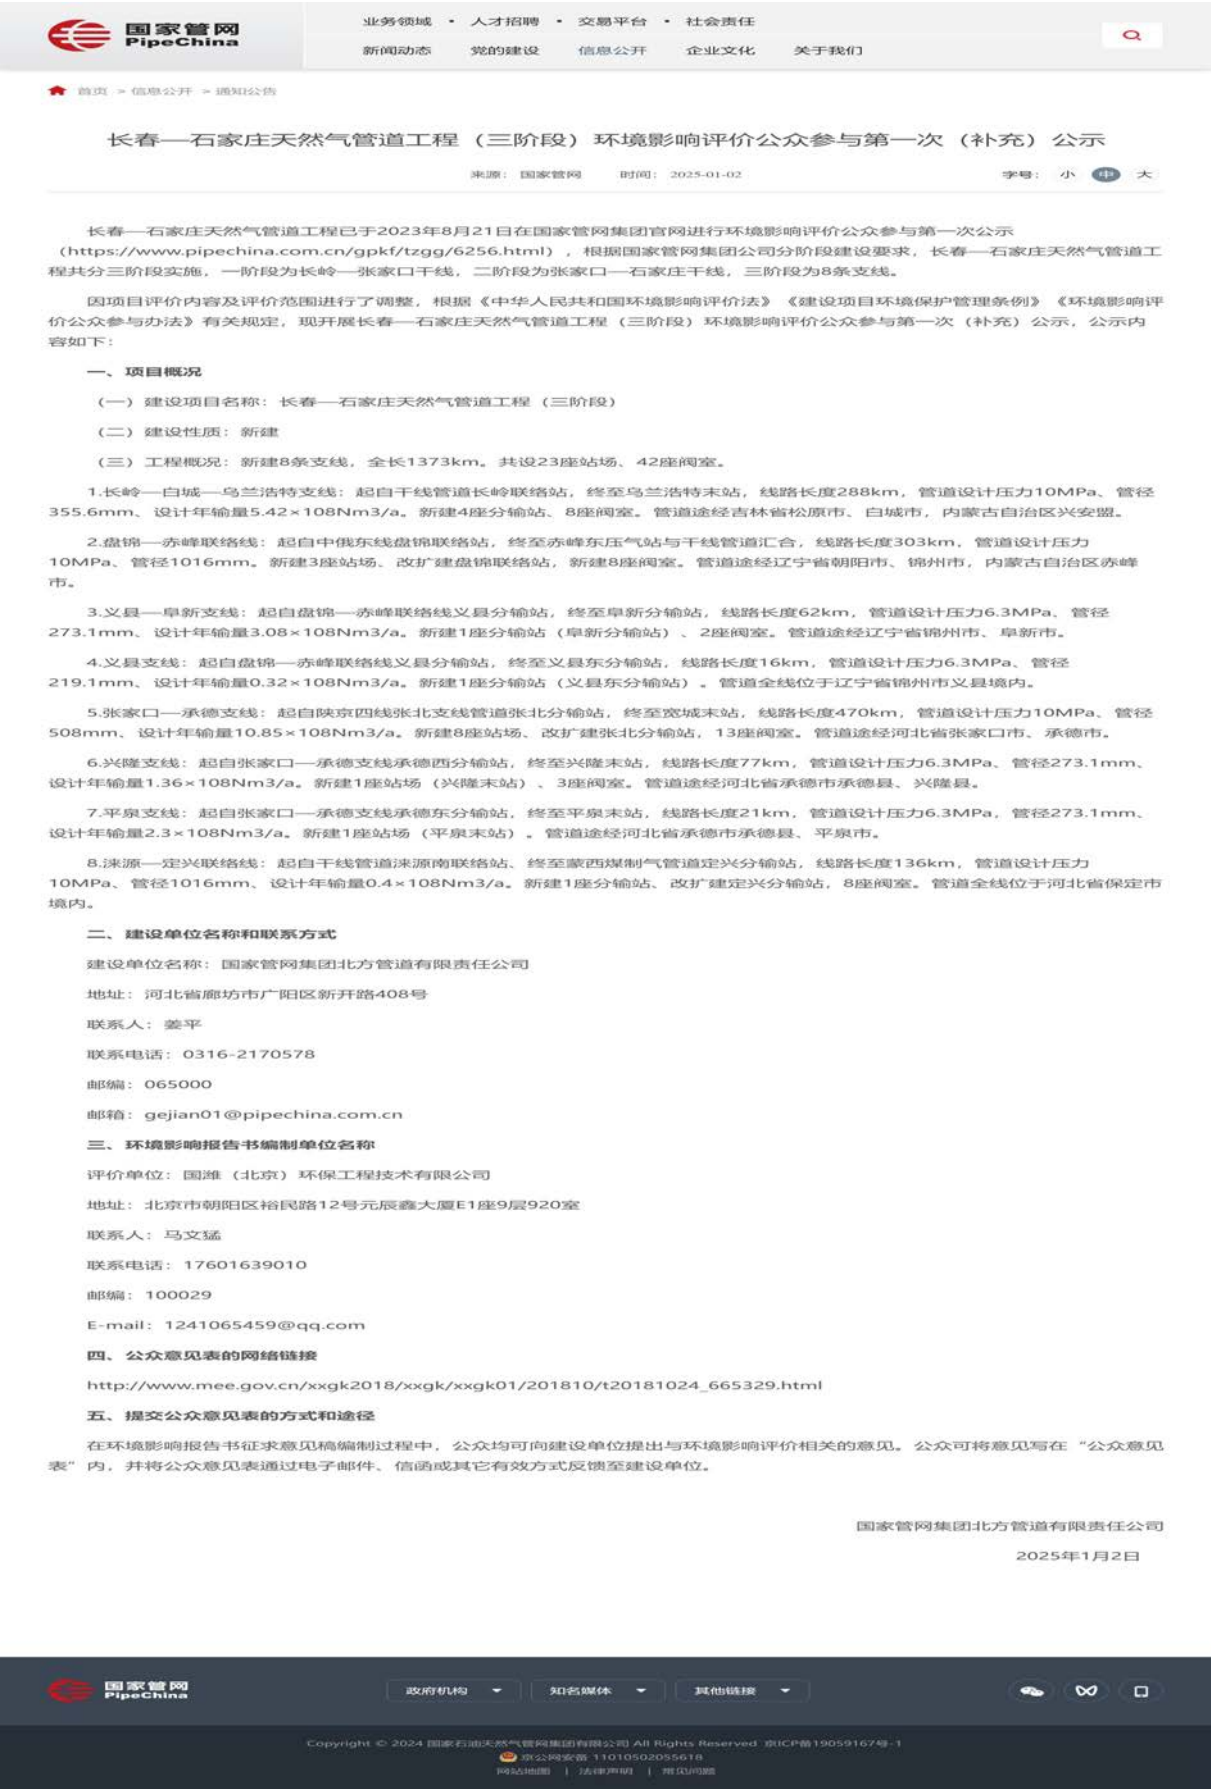 国家管网
PipeChina
业务领域 • 人才招聘 • 交易平台 • 社会责任
新闻动态 党的建设 信息公开 企业文化 关于我们
首页 > 信息公开 > 通知公告
长春—石家庄天然气管道工程（三阶段）环境影响评价公众参与第一次（补充）公示
来源： 国家管网 时间： 2025-01-02 字号： 小 中 大
长春—石家庄天然气管道工程已于2023年8月21日在国家管网集团官网进行环境影响评价公众参与第一次公示
（https://www.pipechina.com.cn/gpkf/tzgg/6256.html），根据国家管网集团公司分阶段建设要求，长春—石家庄天然气管道工
程共分三阶段实施，一阶段为长岭—张家口干线，二阶段为张家口—石家庄干线，三阶段为8条支线。
因项目评价内容及评价范围进行了调整，根据《中华人民共和国环境影响评价法》《建设项目环境保护管理条例》《环境影响评
价公众参与办法》有关规定，现开展长春—石家庄天然气管道工程（三阶段）环境影响评价公众参与第一次（补充）公示，公示内
容如下：
一、项目概况
（一）建设项目名称：长春—石家庄天然气管道工程（三阶段）
（二）建设性质：新建
（三）工程概况：新建8条支线，全长1373km。共设23座站场、42座阀室。
1.长岭—白城—乌兰浩特支线：起自干线管道长岭联络站，终至乌兰浩特末站，线路长度288km，管道设计压力10MPa、管径
355.6mm、设计年输量5.42×108Nm3/a。新建4座分输站、8座阀室。管道途经吉林省松原市、白城市，内蒙古自治区兴安盟。
2.盘锦—赤峰联络线：起自中俄东线盘锦联络站，终至赤峰东压气站与干线管道汇合，线路长度303km，管道设计压力
10MPa、管径1016mm。新建3座站场、改扩建盘锦联络站，新建8座阀室。管道途经辽宁省朝阳市、锦州市，内蒙古自治区赤峰
市。
3.义县—阜新支线：起自盘锦—赤峰联络线义县分输站，终至阜新分输站，线路长度62km，管道设计压力6.3MPa、管径
273.1mm、设计年输量3.08×108Nm3/a。新建1座分输站（阜新分输站）、2座阀室。管道途经辽宁省锦州市、阜新市。
4.义县支线：起自盘锦—赤峰联络线义县分输站，终至义县东分输站，线路长度16km，管道设计压力6.3MPa、管径
219.1mm、设计年输量0.32×108Nm3/a。新建1座分输站（义县东分输站）。管道全线位于辽宁省锦州市义县境内。
5.张家口—承德支线：起自陕京四线张北支线管道张北分输站，终至宽城末站，线路长度470km，管道设计压力10MPa、管径
508mm、设计年输量10.85×108Nm3/a。新建8座站场、改扩建张北分输站，13座阀室。管道途经河北省张家口市、承德市。
6.兴隆支线：起自张家口—承德支线承德西分输站，终至兴隆末站，线路长度77km，管道设计压力6.3MPa、管径273.1mm、
设计年输量1.36×108Nm3/a。新建1座站场（兴隆末站）、3座阀室。管道途经河北省承德市承德县、兴隆县。
7.平泉支线：起自张家口—承德支线承德东分输站，终至平泉末站，线路长度21km，管道设计压力6.3MPa，管径273.1mm、
设计年输量2.3×108Nm3/a。新建1座站场（平泉末站）。管道途经河北省承德市承德县、平泉市。
8.涞源—定兴联络线：起自干线管道涞源南联络站、终至蒙西煤制气管道定兴分输站，线路长度136km，管道设计压力
10MPa、管径1016mm、设计年输量0.4×108Nm3/a。新建1座分输站、改扩建定兴分输站，8座阀室。管道全线位于河北省保定市
境内。
二、建设单位名称和联系方式
建设单位名称：国家管网集团北方管道有限责任公司
地址：河北省廊坊市广阳区新开路408号
联系人：姜平
联系电话：0316-2170578
邮编：065000
邮箱：gejian01@pipechina.com.cn
三、环境影响报告书编制单位名称
评价单位：国潍（北京）环保工程技术有限公司
地址：北京市朝阳区裕民路12号元辰鑫大厦E1座9层920室
联系人：马文猛
联系电话：17601639010
邮编：100029
E-mail：1241065459@qq.com
四、公众意见表的网络链接
http://www.mee.gov.cn/xxgk2018/xxgk/xxgk01/201810/t20181024_665329.html
五、提交公众意见表的方式和途径
在环境影响报告书征求意见稿编制过程中，公众均可向建设单位提出与环境影响评价相关的意见。公众可将意见写在“公众意见
表”内，并将公众意见表通过电子邮件、信函或其它有效方式反馈至建设单位。
国家管网集团北方管道有限责任公司
2025年1月2日
国家管网
PipeChina
政府机构 知名媒体 其他链接
Copyright © 2024 国家石油天然气管网集团有限公司 All Rights Reserved 京ICP备19059167号-1
京公网安备 11010502055618
网站地图 | 法律声明 | 常见问题